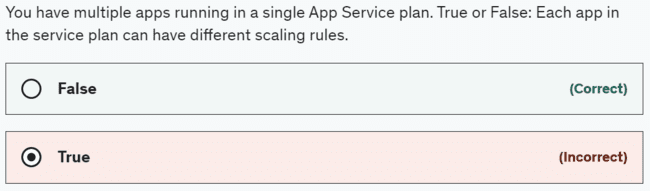 You have multiple apps running in a single App Service plan. True or False: Each app in
the service plan can have different scaling rules.
False (Correct)
True (Incorrect)